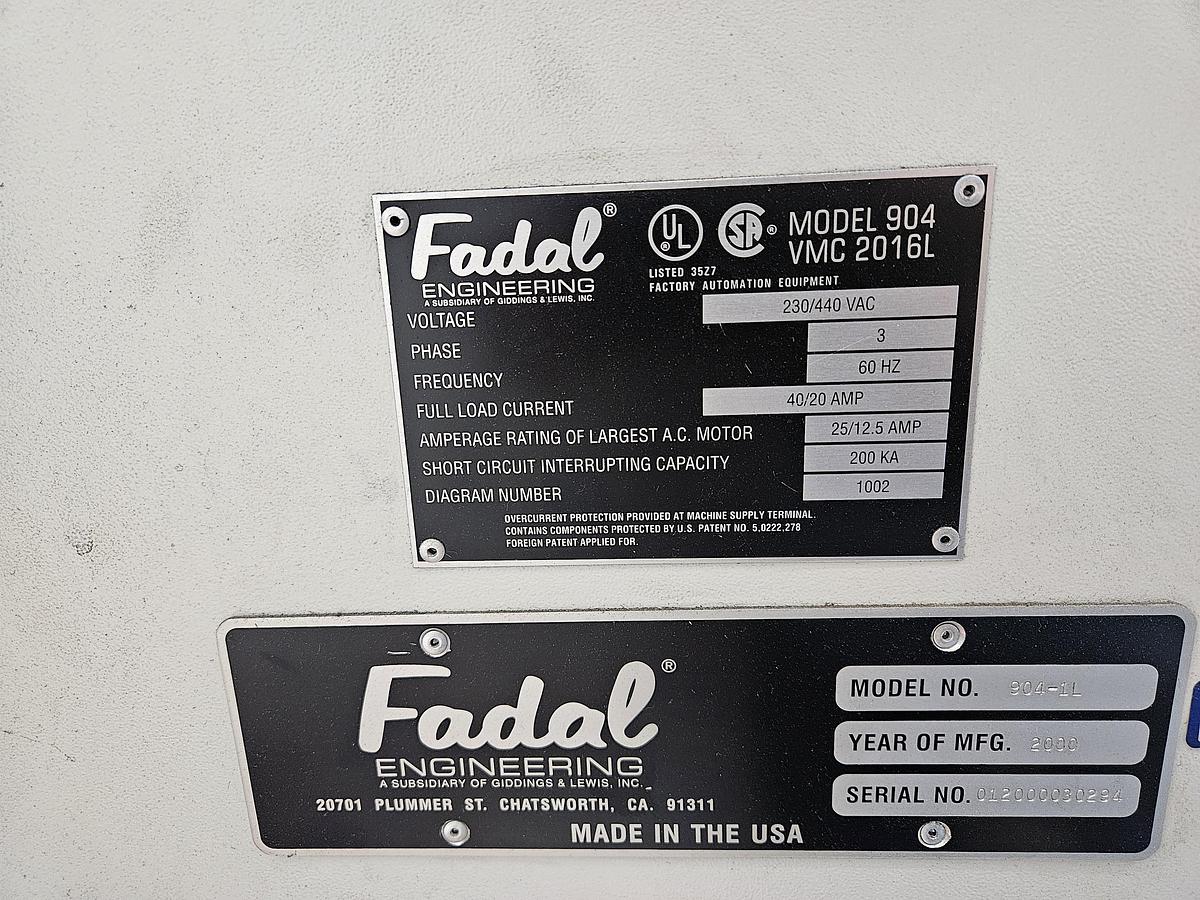 Fadal®
ENGINEERING
A SUBSIDIARY OF GIDDINGS & LEWIS, INC.
UL ®
SA ®
LISTED 35Z7
FACTORY AUTOMATION EQUIPMENT
MODEL 904
VMC 2016L
VOLTAGE 230/440 VAC
PHASE 3
FREQUENCY 60 HZ
FULL LOAD CURRENT 40/20 AMP
AMPERAGE RATING OF LARGEST A.C. MOTOR 25/12.5 AMP
SHORT CIRCUIT INTERRUPTING CAPACITY 200 KA
DIAGRAM NUMBER 1002
OVERCURRENT PROTECTION PROVIDED AT MACHINE SUPPLY TERMINAL.
CONTAINS COMPONENTS PROTECTED BY U.S. PATENT NO. 5,0222.278
FOREIGN PATENT APPLIED FOR.
Fadal®
ENGINEERING
A SUBSIDIARY OF GIDDINGS & LEWIS, INC.
20701 PLUMMER ST. CHATSWORTH, CA. 91311
MADE IN THE USA
MODEL NO. 904-1L
YEAR OF MFG. 2000
SERIAL NO. 012000030294